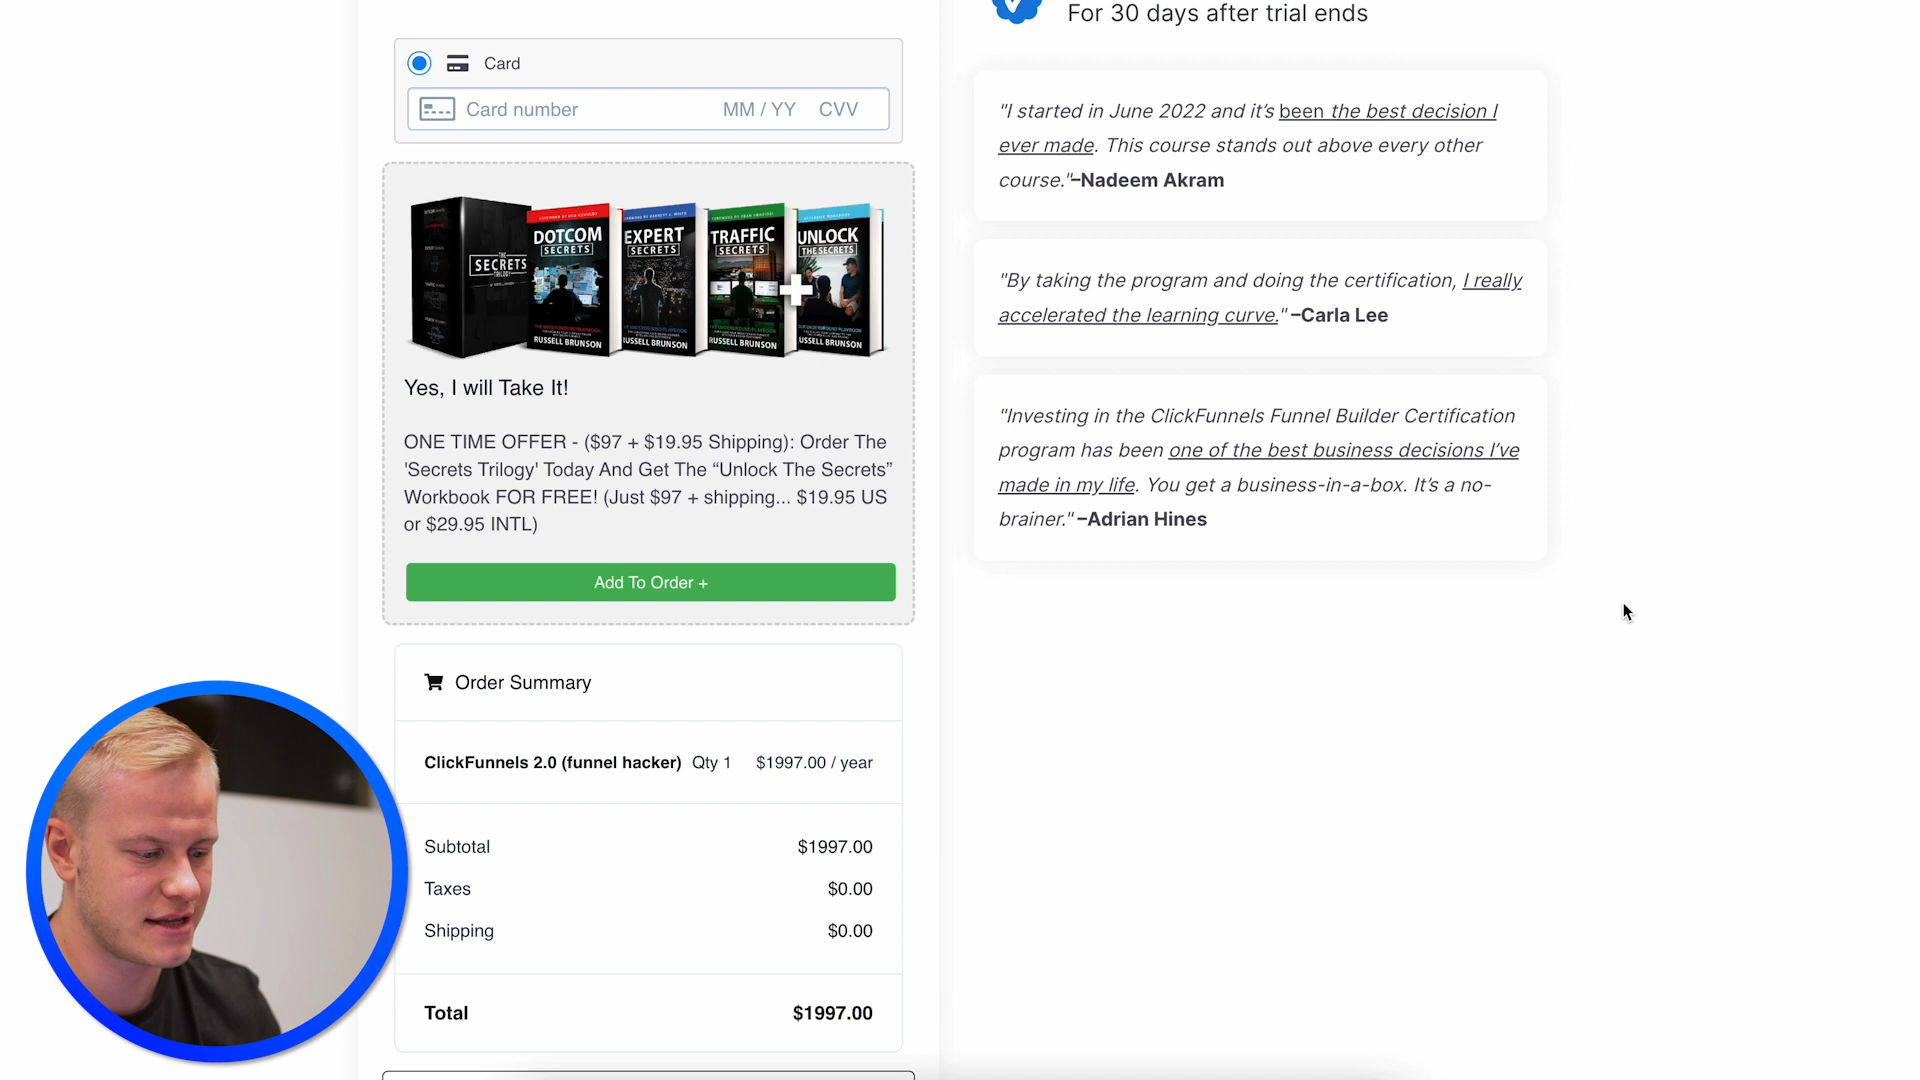 For 30 days after trial ends
Card
Card number MM / YY CVV
THE
SECRETS
TRILOGY
DOTCOM
SECRETS
RUSSELL BRUNSON
EXPERT
SECRETS
RUSSELL BRUNSON
TRAFFIC
SECRETS
RUSSELL BRUNSON
UNLOCK
THE SECRETS
USSELL BRUNSON
Yes, I will Take It!
ONE TIME OFFER - ($97 + $19.95 Shipping): Order The
'Secrets Trilogy' Today And Get The “Unlock The Secrets”
Workbook FOR FREE! (Just $97 + shipping... $19.95 US
or $29.95 INTL)
Add To Order +
Order Summary
ClickFunnels 2.0 (funnel hacker) Qty 1 $1997.00 / year
Subtotal $1997.00
Taxes $0.00
Shipping $0.00
Total $1997.00
"I started in June 2022 and it’s been the best decision I
ever made. This course stands out above every other
course."–Nadeem Akram
"By taking the program and doing the certification, I really
accelerated the learning curve." –Carla Lee
"Investing in the ClickFunnels Funnel Builder Certification
program has been one of the best business decisions I’ve
made in my life. You get a business-in-a-box. It’s a no-
brainer." –Adrian Hines